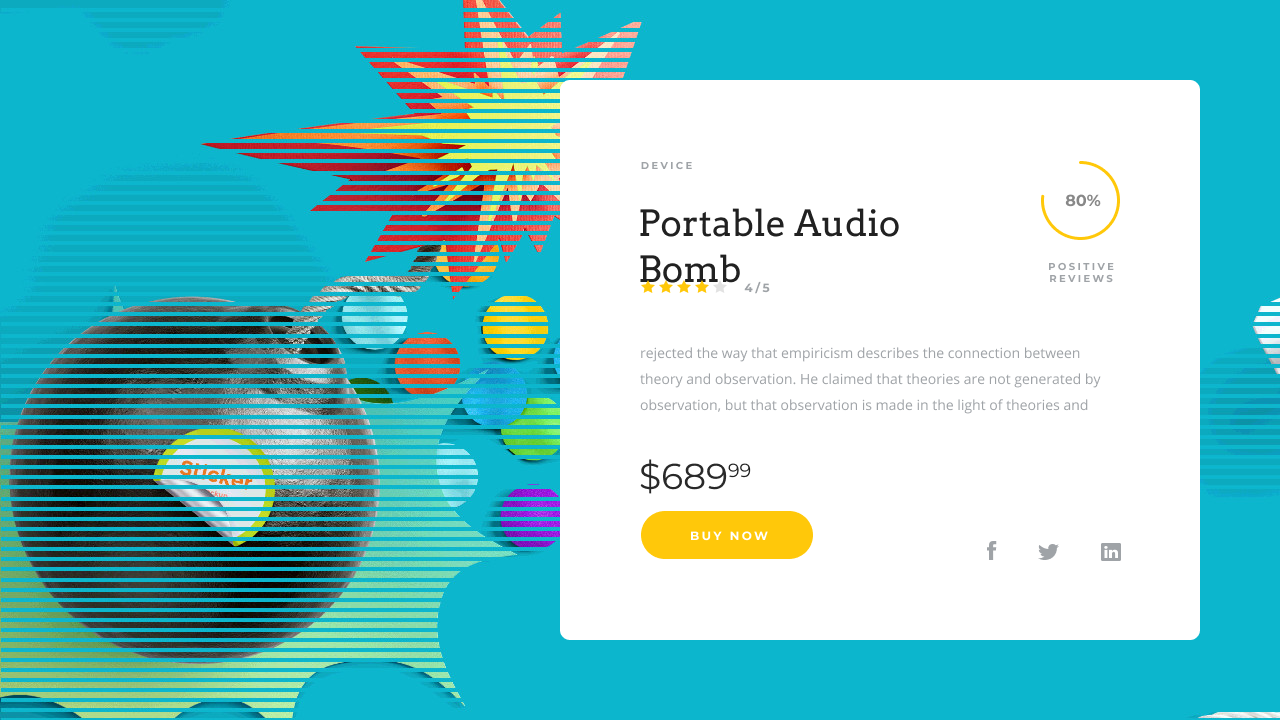 DEVICE
80%
Portable Audio
Bomb
POSITIVE
REVIEWS
4/5
rejected the way that empiricism describes the connection between
theory and observation. He claimed that theories are not generated by
observation, but that observation is made in the light of theories and
Sticker
$68999
BUY NOW